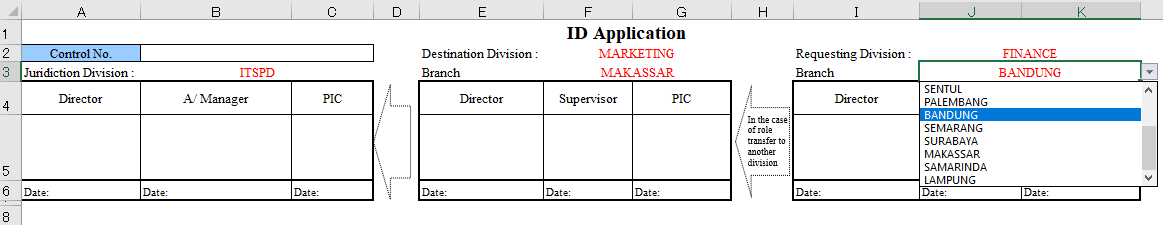 A B C D E F G H I J K
1 ID Application
2 Control No. Destination Division : MARKETING Requesting Division : FINANCE
3 Juridiction Division : ITSPD Branch MAKASSAR Branch BANDUNG
4 Director A/ Manager PIC Director Supervisor PIC Director
SENTUL
PALEMBANG
BANDUNG
SEMARANG
SURABAYA
MAKASSAR
SAMARINDA
LAMPUNG
In the case
of role
transfer to
another
division
5
6 Date: Date: Date: Date: Date: Date: Date: Date: Date:
8